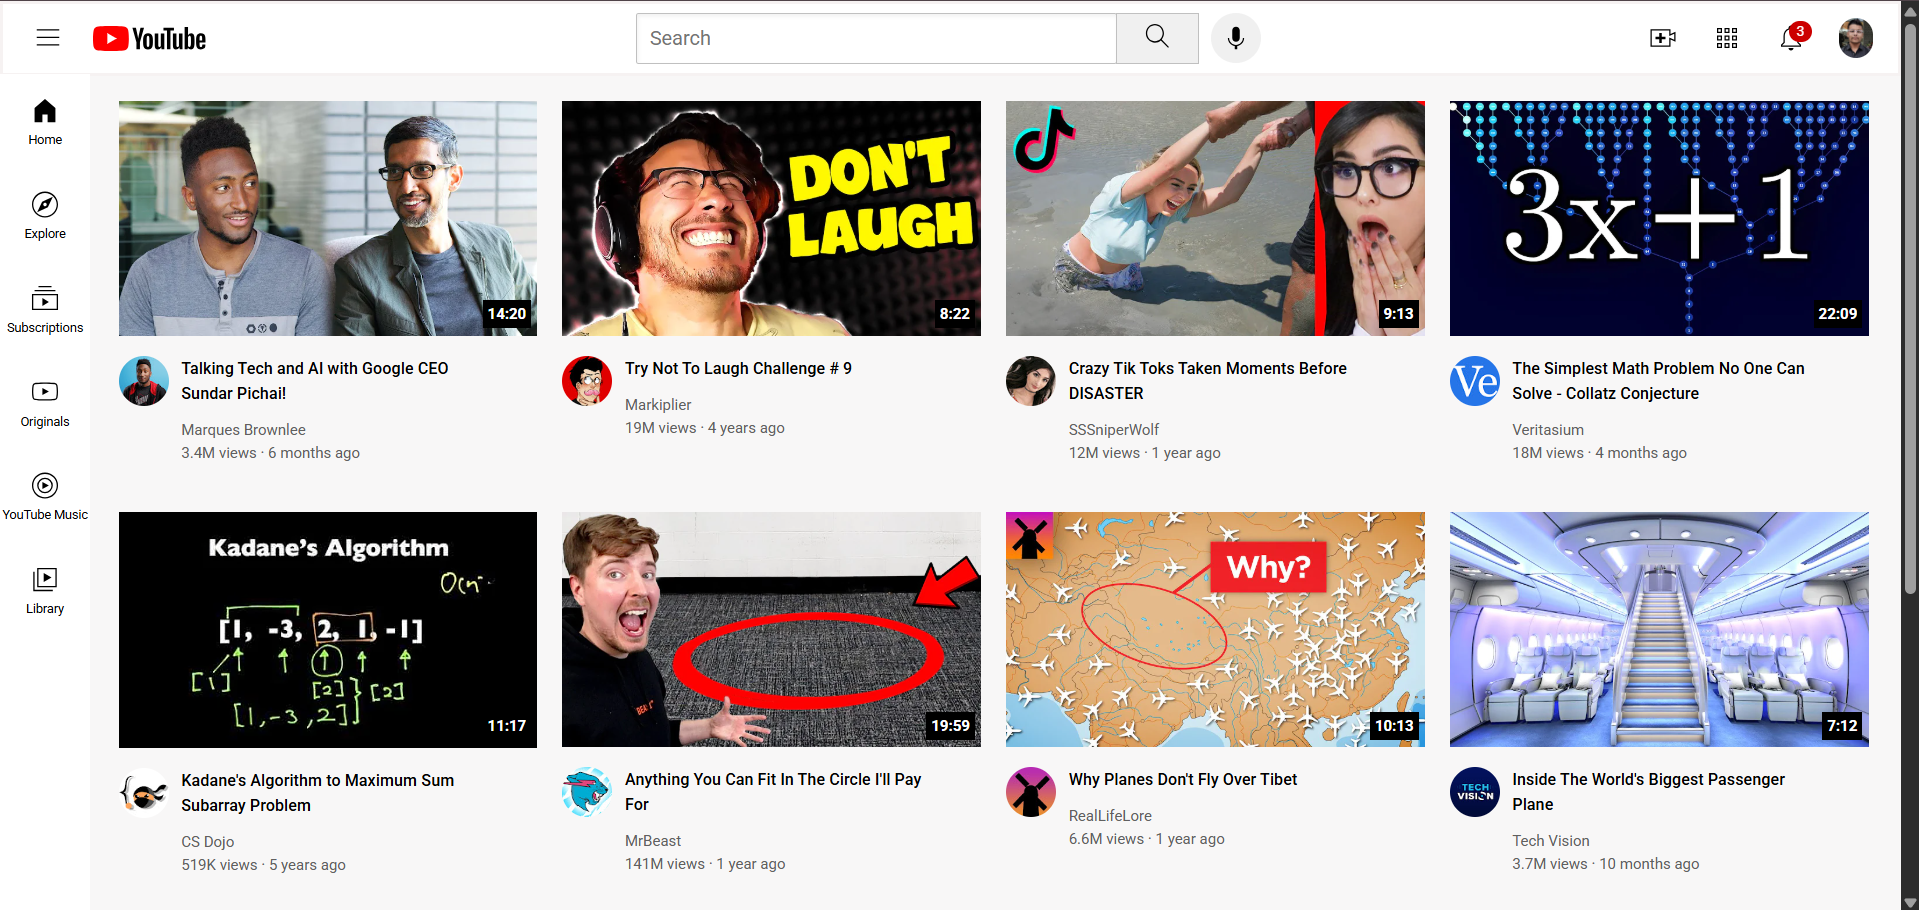 YouTube
Search
3
Home
Explore
Subscriptions
Originals
YouTube Music
Library
14:20
Talking Tech and AI with Google CEO
Sundar Pichai!
Marques Brownlee
3.4M views · 6 months ago
DON'T
LAUGH
8:22
Try Not To Laugh Challenge # 9
Markiplier
19M views · 4 years ago
9:13
Crazy Tik Toks Taken Moments Before
DISASTER
SSSniperWolf
12M views · 1 year ago
3x+1
22:09
Ve
The Simplest Math Problem No One Can
Solve - Collatz Conjecture
Veritasium
18M views · 4 months ago
Kadane's Algorithm
[1, -3, 2, 1, -1]
[1]
[2]
[2]
[1, -3, 2]
11:17
Kadane's Algorithm to Maximum Sum
Subarray Problem
CS Dojo
519K views · 5 years ago
19:59
Anything You Can Fit In The Circle I'll Pay
For
MrBeast
141M views · 1 year ago
Why?
10:13
Why Planes Don't Fly Over Tibet
RealLifeLore
6.6M views · 1 year ago
7:12
TECH
VISION
Inside The World's Biggest Passenger
Plane
Tech Vision
3.7M views · 10 months ago